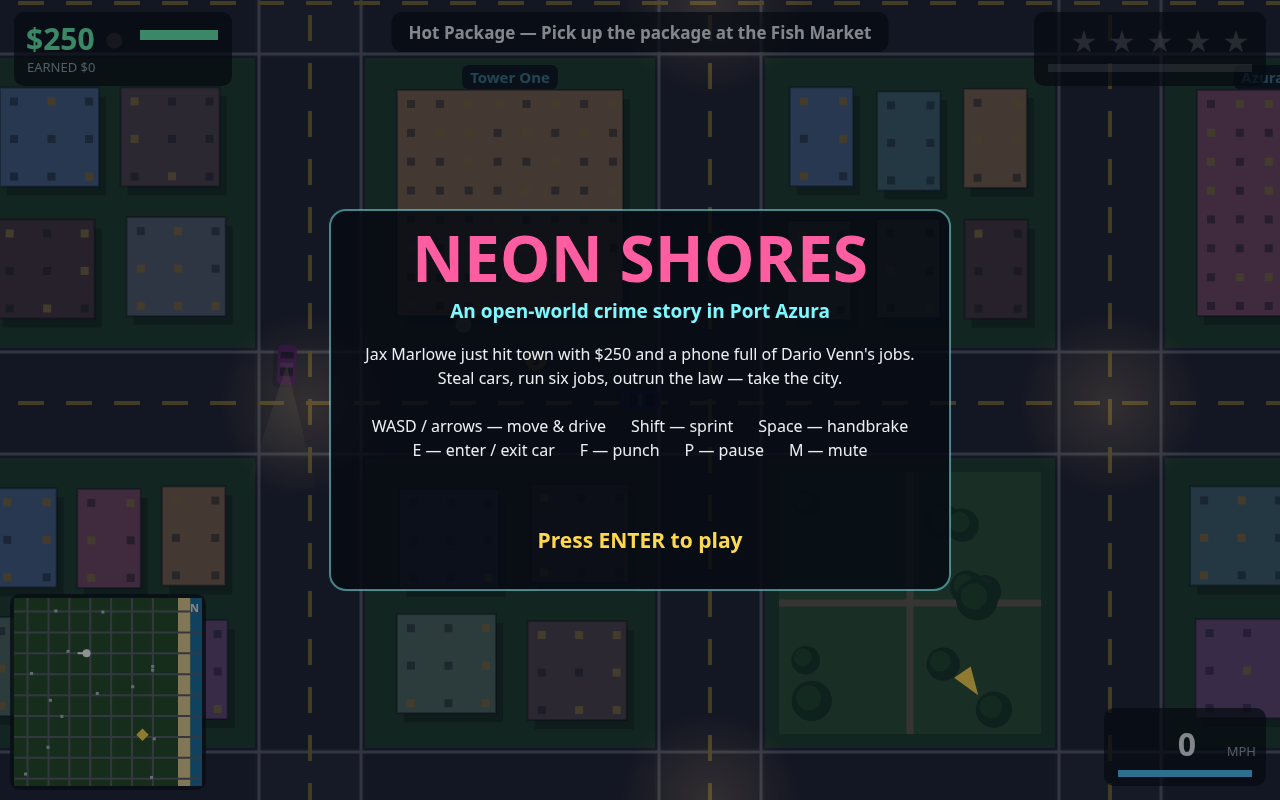 $250
EARNED $0
Hot Package — Pick up the package at the Fish Market
Tower One
NEON SHORES
An open-world crime story in Port Azura
Jax Marlowe just hit town with $250 and a phone full of Dario Venn's jobs.
Steal cars, run six jobs, outrun the law — take the city.
WASD / arrows — move & drive Shift — sprint Space — handbrake
E — enter / exit car F — punch P — pause M — mute
Press ENTER to play
N
0 MPH